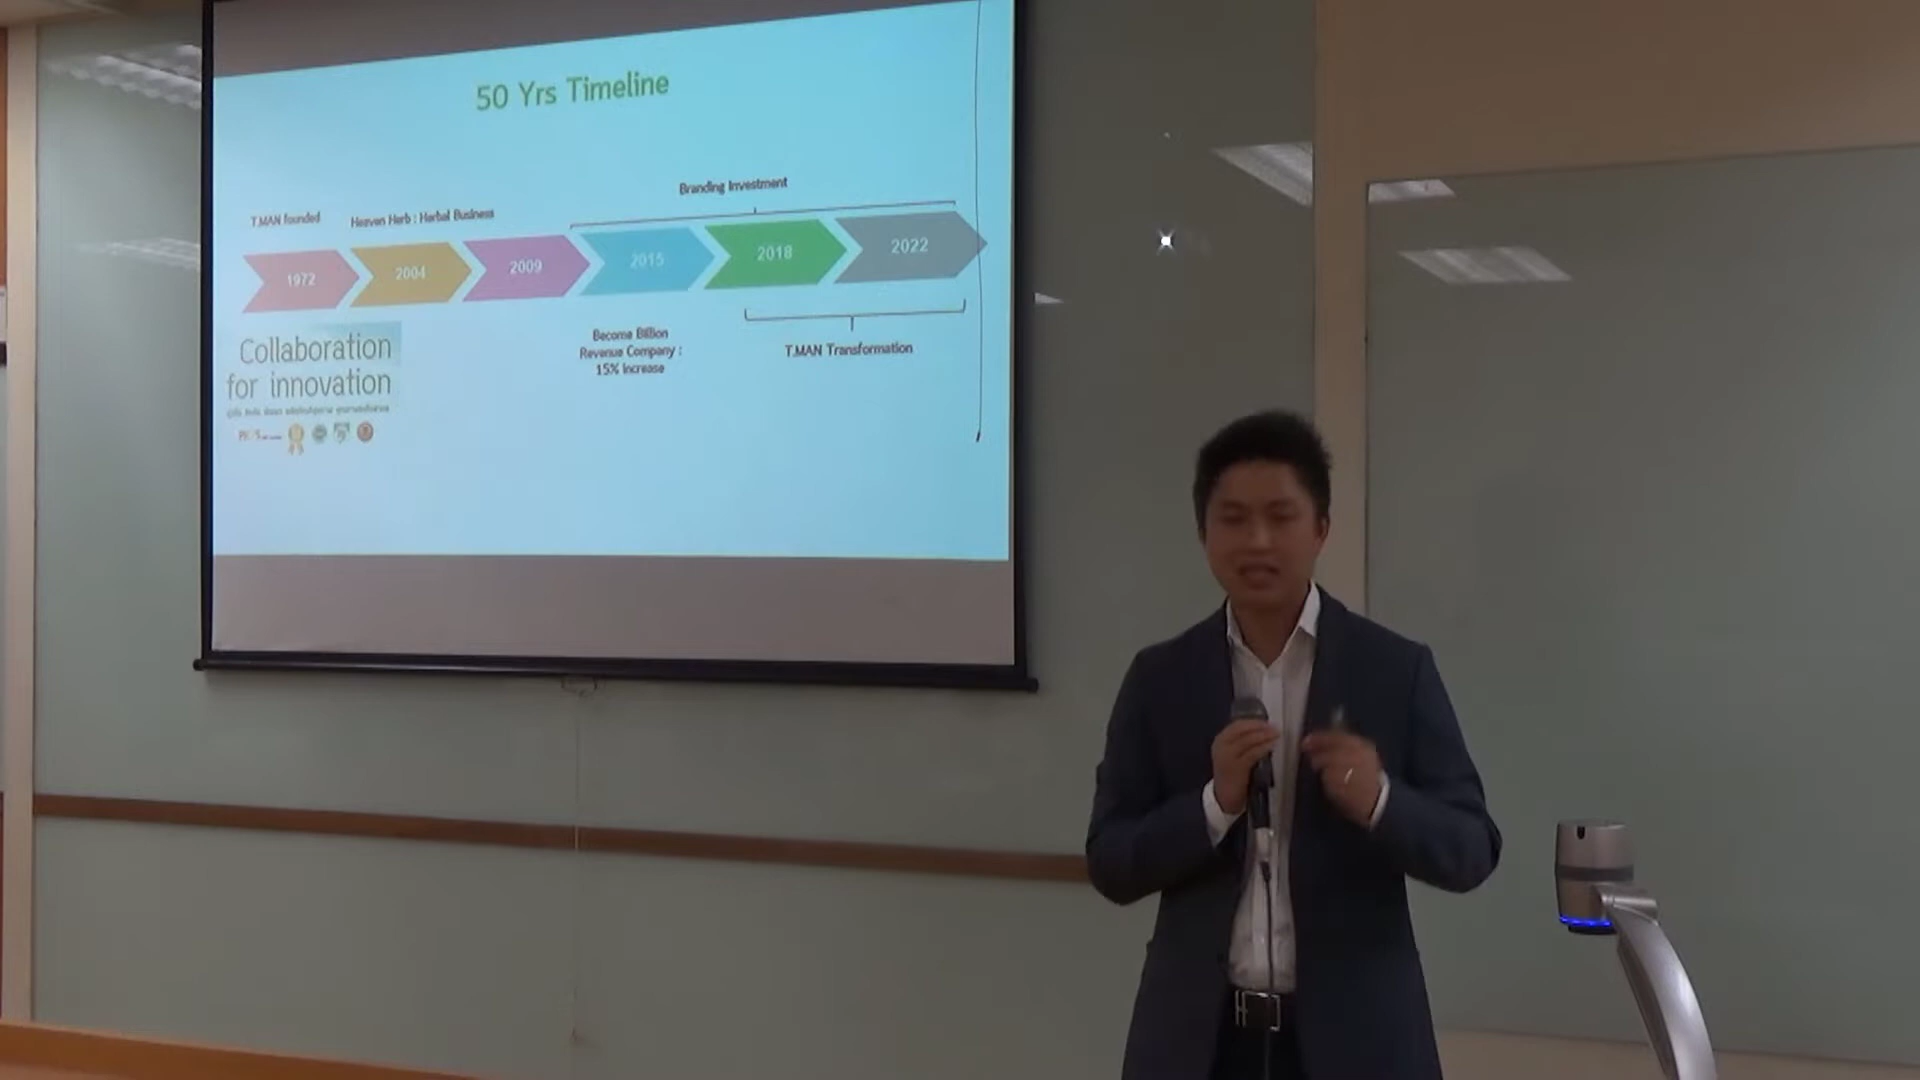 50 Yrs Timeline
Branding Investment
T.MAN founded
Heaven Herb : Herbal Business
1972
2004
2009
2015
2018
2022
Become Billion
Revenue Company :
15% Increase
T.MAN Transformation
Collaboration
for innovation